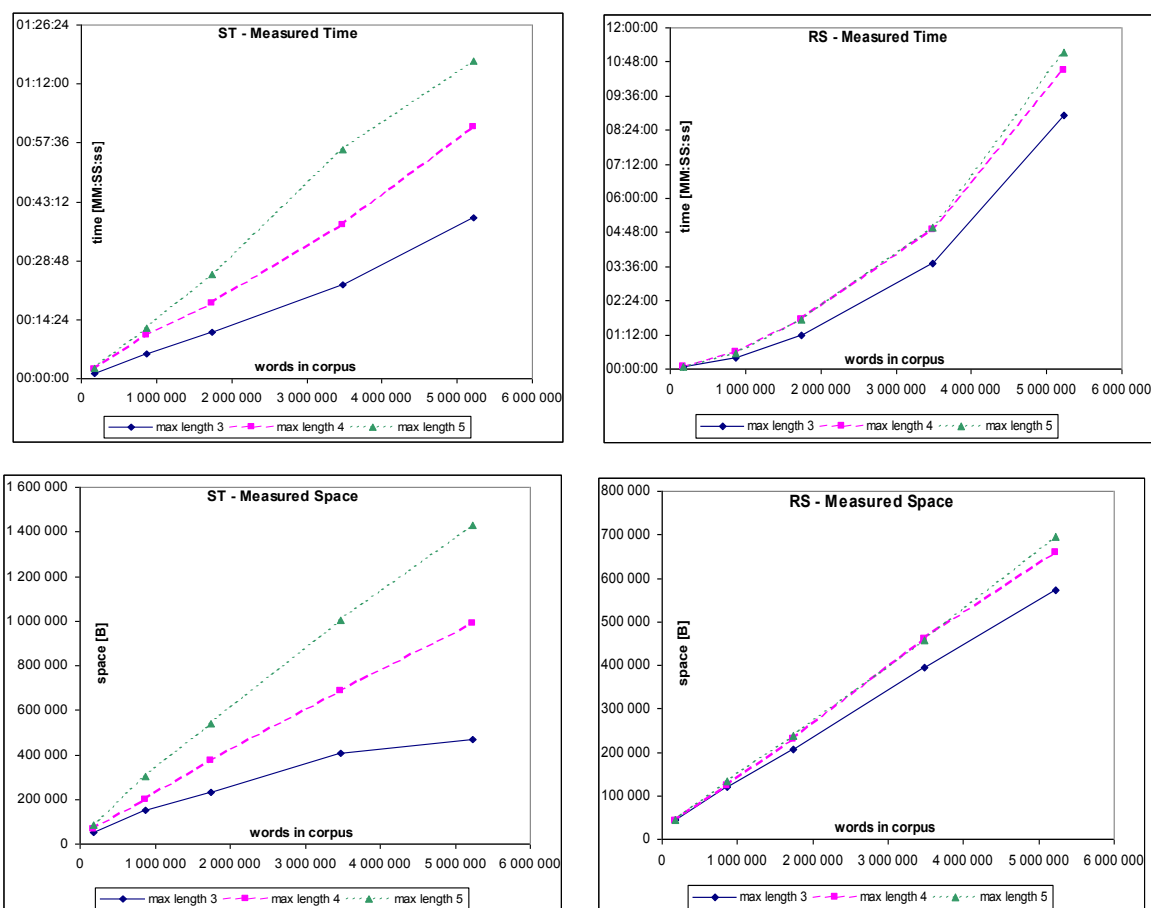 ST - Measured Time
01:26:24
01:12:00
00:57:36
00:43:12
00:28:48
00:14:24
00:00:00
time [MM:SS:ss]
words in corpus
0 1 000 000 2 000 000 3 000 000 4 000 000 5 000 000 6 000 000
max length 3 max length 4 max length 5
RS - Measured Time
12:00:00
10:48:00
09:36:00
08:24:00
07:12:00
06:00:00
04:48:00
03:36:00
02:24:00
01:12:00
00:00:00
time [MM:SS:ss]
words in corpus
0 1 000 000 2 000 000 3 000 000 4 000 000 5 000 000 6 000 000
max length 3 max length 4 max length 5
ST - Measured Space
1 600 000
1 400 000
1 200 000
1 000 000
800 000
600 000
400 000
200 000
0
space [B]
words in corpus
0 1 000 000 2 000 000 3 000 000 4 000 000 5 000 000 6 000 000
max length 3 max length 4 max length 5
RS - Measured Space
800 000
700 000
600 000
500 000
400 000
300 000
200 000
100 000
0
space [B]
words in corpus
0 1 000 000 2 000 000 3 000 000 4 000 000 5 000 000 6 000 000
max length 3 max length 4 max length 5